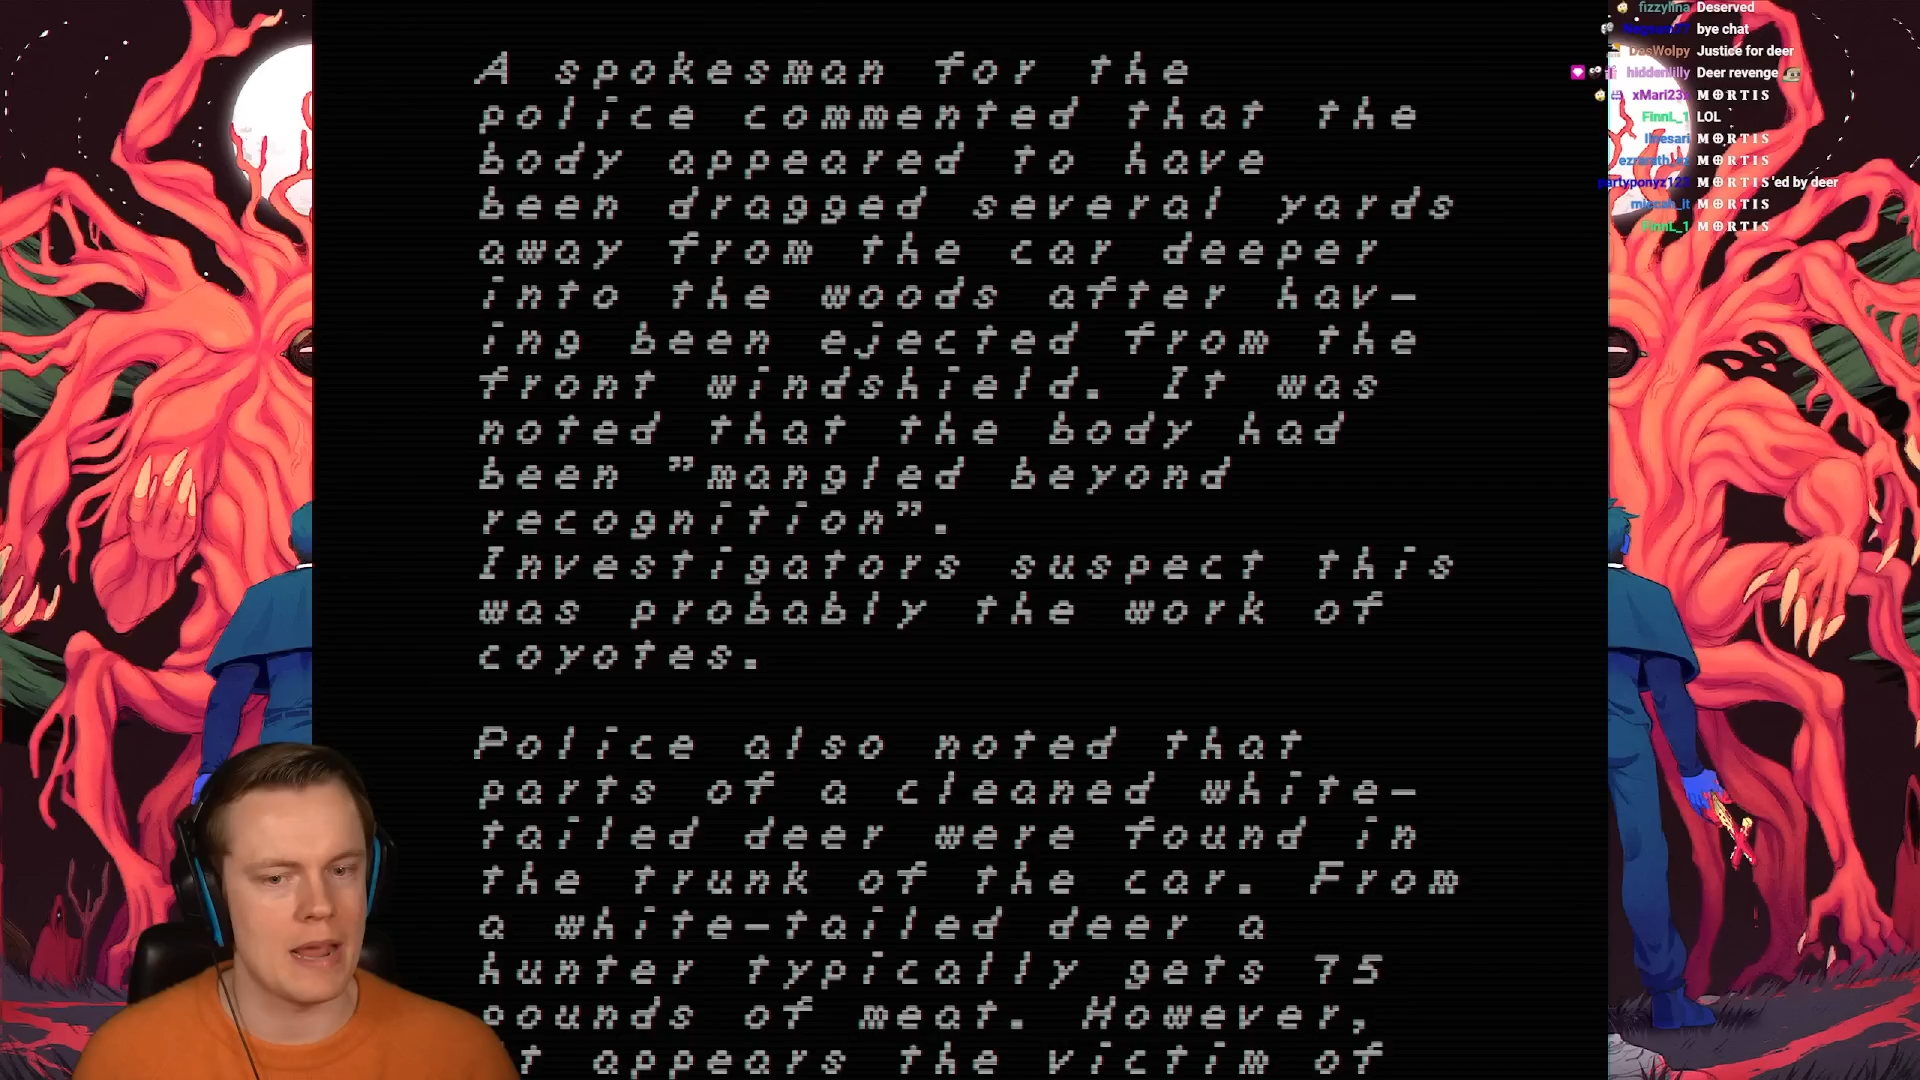 A spokesman for the
police commented that the
body appeared to have
been dragged several yards
away from the car deeper
into the woods after hav-
ing been ejected from the
front windshield. It was
noted that the body had
been "mangled beyond
recognition".
Investigators suspect this
was probably the work of
coyotes.
Police also noted that
parts of a cleaned white-
tailed deer were found in
the trunk of the car. From
a white-tailed deer a
hunter typically gets 75
pounds of meat. However,
appears the victim of
fizzylina Deserved
bye chat
DasWolpy Justice for deer
hiddenlilly Deer revenge
xMari23x MORTIS
FinnL_1 LOL
MORTIS
MORTIS
partyponyz123 MORTIS'ed by deer
MORTIS
FinnL_1 MORTIS